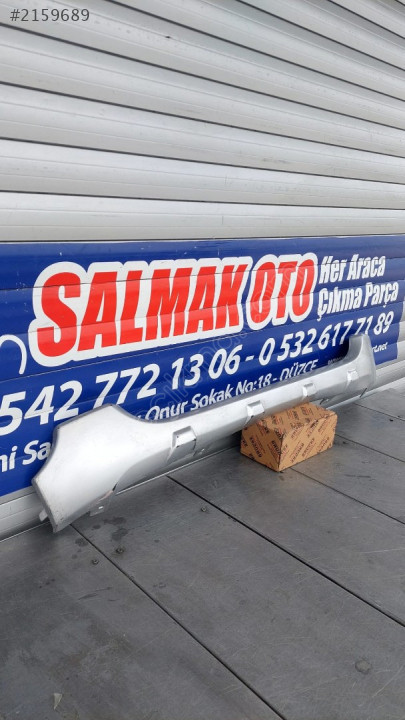 #2159689
SALMAK OTO
Her Araca
Çıkma Parça
542 772 13 06 - 0 532 617 71 89
Onur Sokak No:18 - DÜZCE